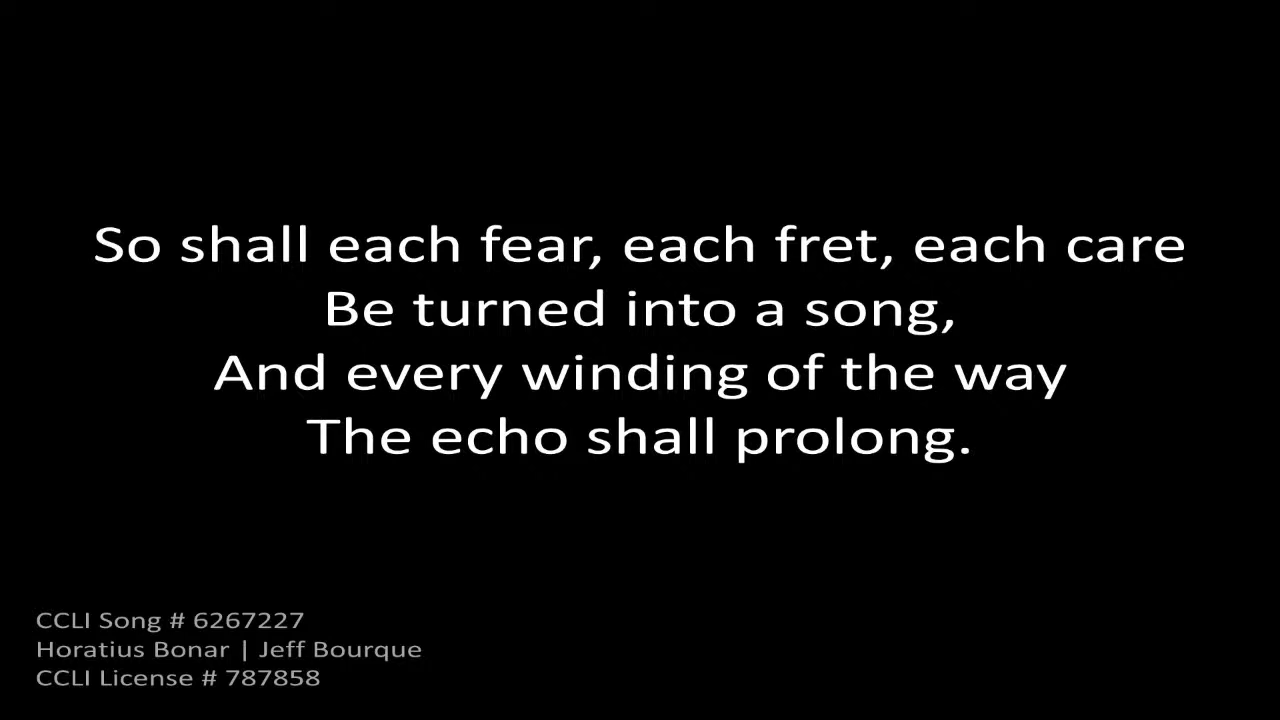 So shall each fear, each fret, each care
Be turned into a song,
And every winding of the way
The echo shall prolong.
CCLI Song # 6267227
Horatius Bonar | Jeff Bourque
CCLI License # 787858